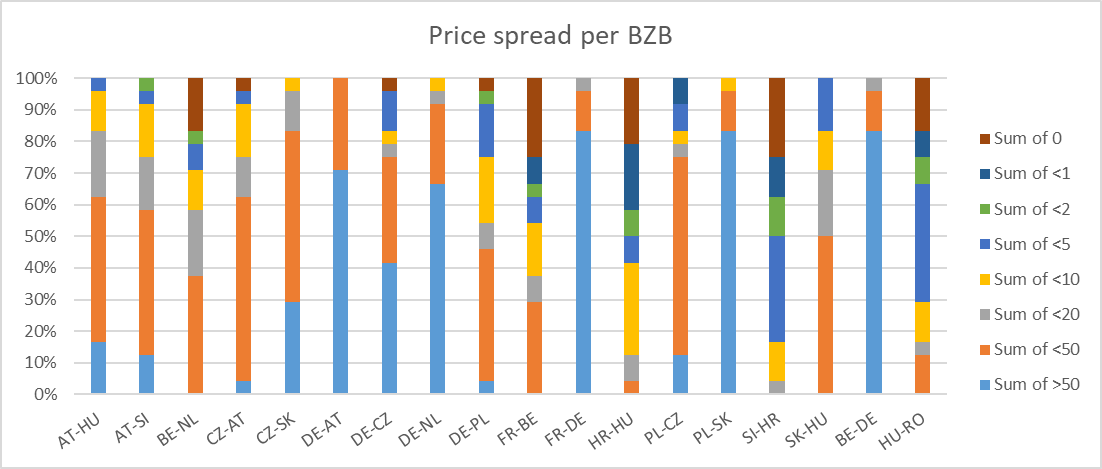 Price spread per BZB
100%
90%
80%
70%
60%
50%
40%
30%
20%
10%
0%
AT-HU
AT-SI
BE-NL
CZ-AT
CZ-SK
DE-AT
DE-CZ
DE-NL
DE-PL
FR-BE
FR-DE
HR-HU
PL-CZ
PL-SK
SI-HR
SK-HU
BE-DE
HU-RO
Sum of 0
Sum of <1
Sum of <2
Sum of <5
Sum of <10
Sum of <20
Sum of <50
Sum of >50